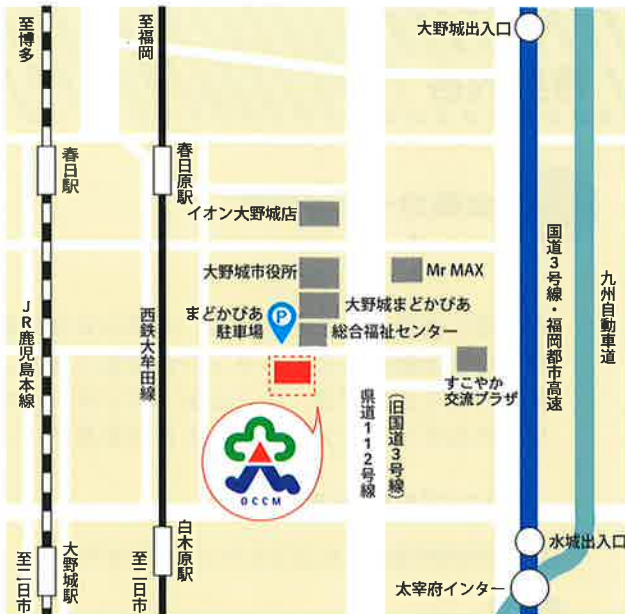 至博多
至福岡
大野城出入口
春日駅
春日原駅
イオン大野城店
大野城市役所
Mr MAX
まどかぴあ
駐車場
P
大野城まどかぴあ
総合福祉センター
すこやか
交流プラザ
JR鹿児島本線
西鉄大牟田線
県道112号線
(旧国道3号線)
国道3号線・福岡都市高速
九州自動車道
OCCM
大野城駅
至二日市
白木原駅
至二日市
水城出入口
太宰府インター